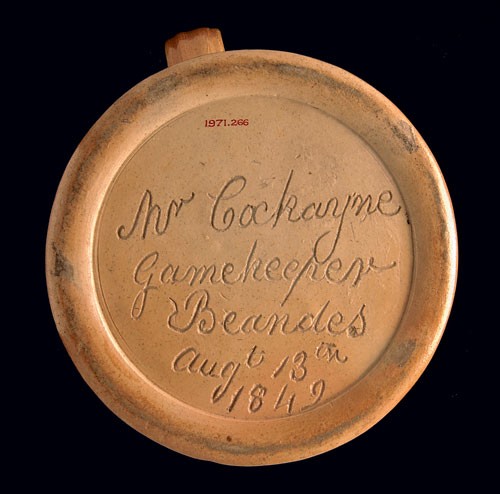 1971.266
Mr Cockayne
Gamekeeper
Beandes
Augt 13th
1849